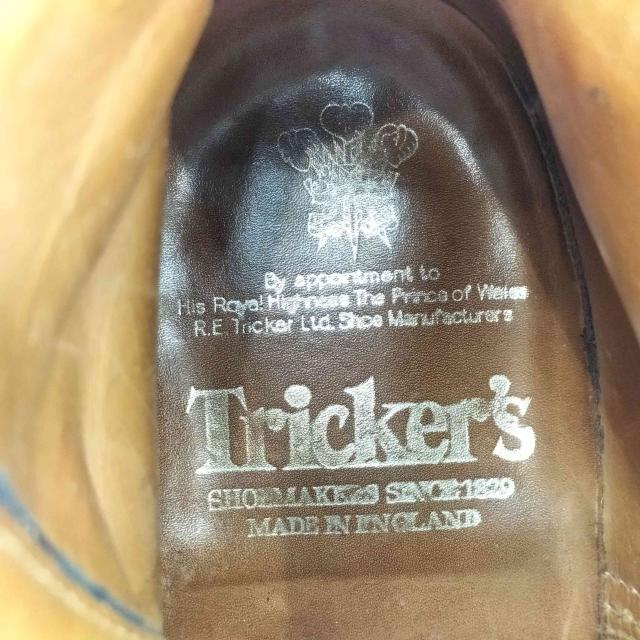 By appointment to
His Royal Highness The Prince of Wales
R.E. Tricker Ltd. Shoe Manufacturers
Tricker's
SHOEMAKERS SINCE 1829
MADE IN ENGLAND